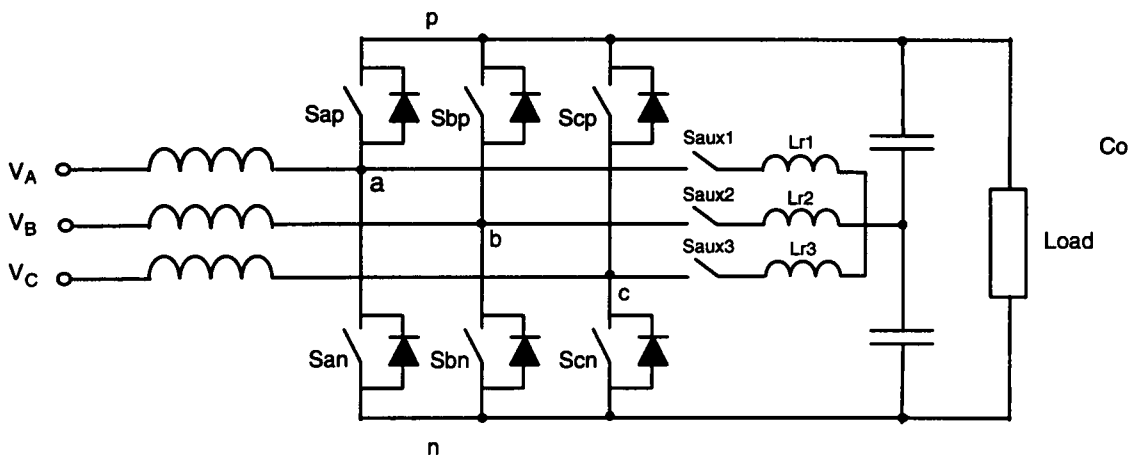 p
Sap
Sbp
Scp
Saux1
Lr1
Co
VA
a
Saux2
Lr2
VB
b
Load
Saux3
Lr3
VC
c
San
Sbn
Scn
n